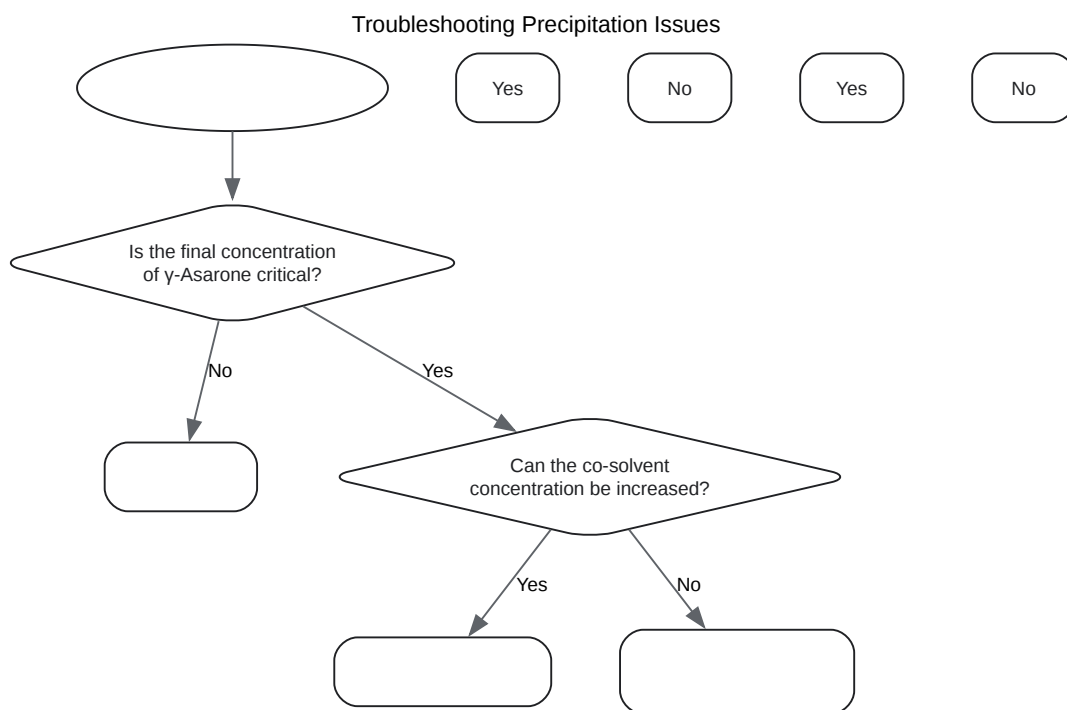 Troubleshooting Precipitation Issues
Yes
No
Yes
No
Is the final concentration
of γ-Asarone critical?
No
Yes
Can the co-solvent
concentration be increased?
Yes
No